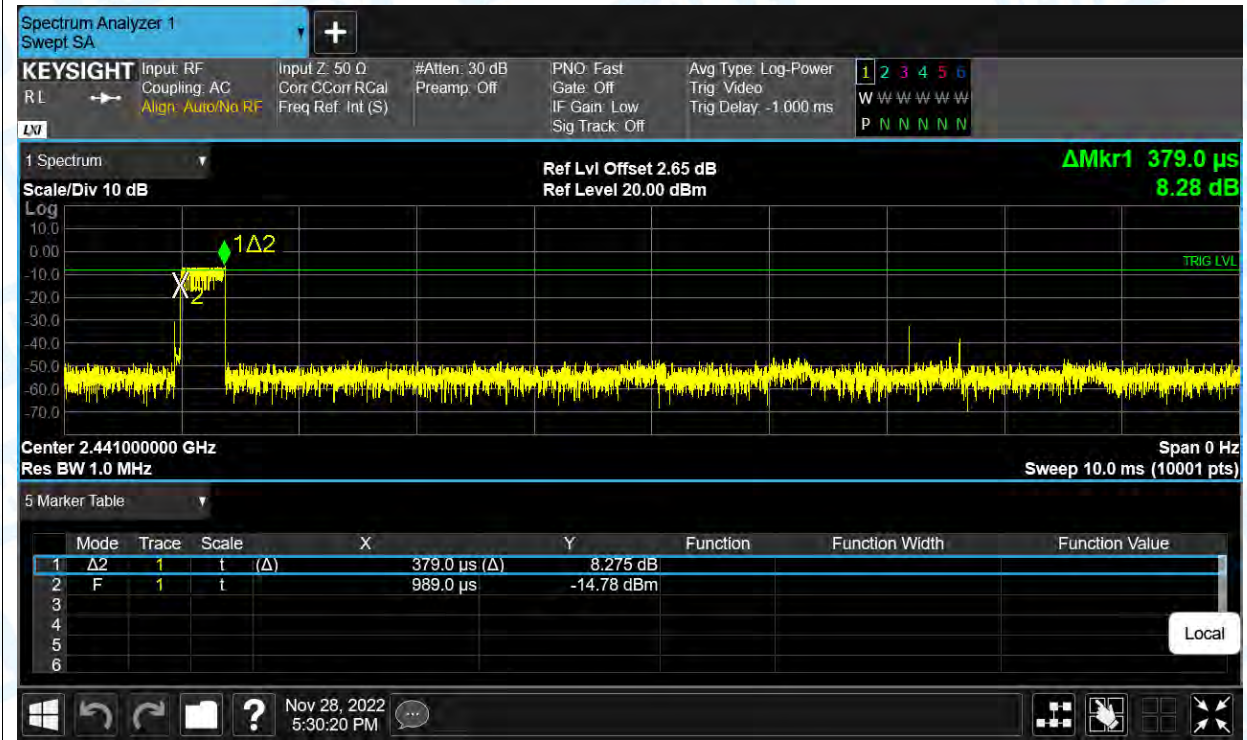 Spectrum Analyzer 1
Swept SA
+
KEYSIGHT Input: RF Input Z: 50 Ω #Atten: 30 dB PNO: Fast Avg Type: Log-Power 1 2 3 4 5 6
RL Coupling: AC Corr CCorr RCal Preamp: Off Gate: Off Trig: Video W W W W W W
Align: Auto/No RF Freq Ref: Int (S) IF Gain: Low Trig Delay: -1.000 ms
LXI Sig Track: Off P N N N N N
1 Spectrum Ref Lvl Offset 2.65 dB ΔMkr1 379.0 µs
Scale/Div 10 dB Ref Level 20.00 dBm 8.28 dB
Log
10.0
0.00 1Δ2
-10.0 TRIG LVL
-20.0 2
-30.0
-40.0
-50.0
-60.0
-70.0
Center 2.441000000 GHz Span 0 Hz
Res BW 1.0 MHz Sweep 10.0 ms (10001 pts)
5 Marker Table
Mode Trace Scale X Y Function Function Width Function Value
1 Δ2 1 t (Δ) 379.0 µs (Δ) 8.275 dB
2 F 1 t 989.0 µs -14.78 dBm
3
4
5
6
Local
? Nov 28, 2022
5:30:20 PM